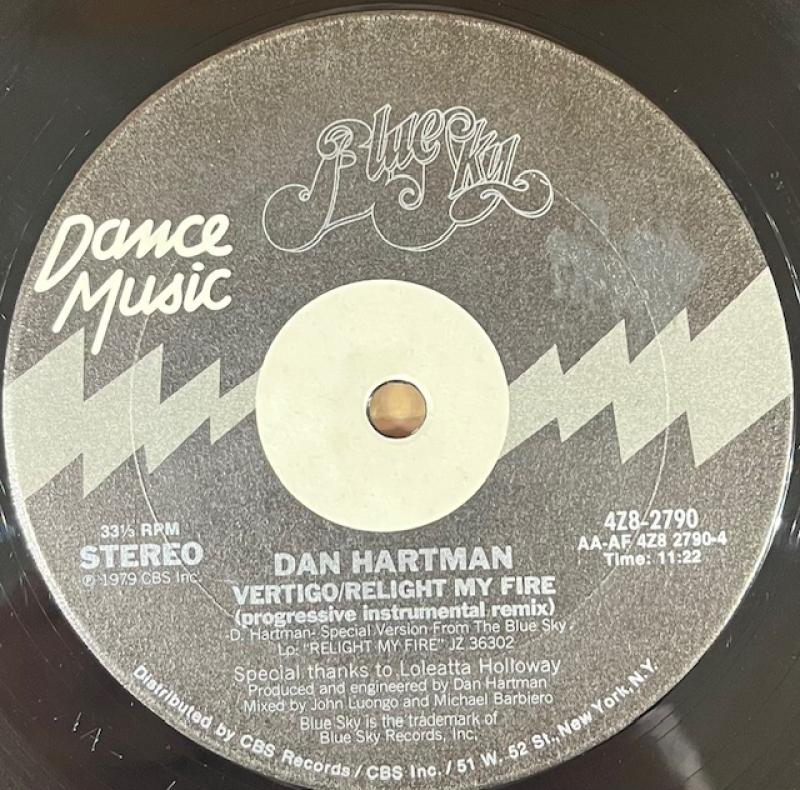 Blue Sky
Dance
Music
33⅓ RPM
STEREO
℗ 1979 CBS Inc.
4Z8-2790
AA-AF 4Z8 2790-4
Time: 11:22
DAN HARTMAN
VERTIGO/RELIGHT MY FIRE
(progressive instrumental remix)
-D. Hartman- Special Version From The Blue Sky
Lp: "RELIGHT MY FIRE" JZ 36302
Special thanks to Loleatta Holloway
Produced and engineered by Dan Hartman
Mixed by John Luongo and Michael Barbiero
Blue Sky is the trademark of
Blue Sky Records, Inc.
Distributed by CBS Records / CBS Inc. / 51 W. 52 St., New York, N.Y.